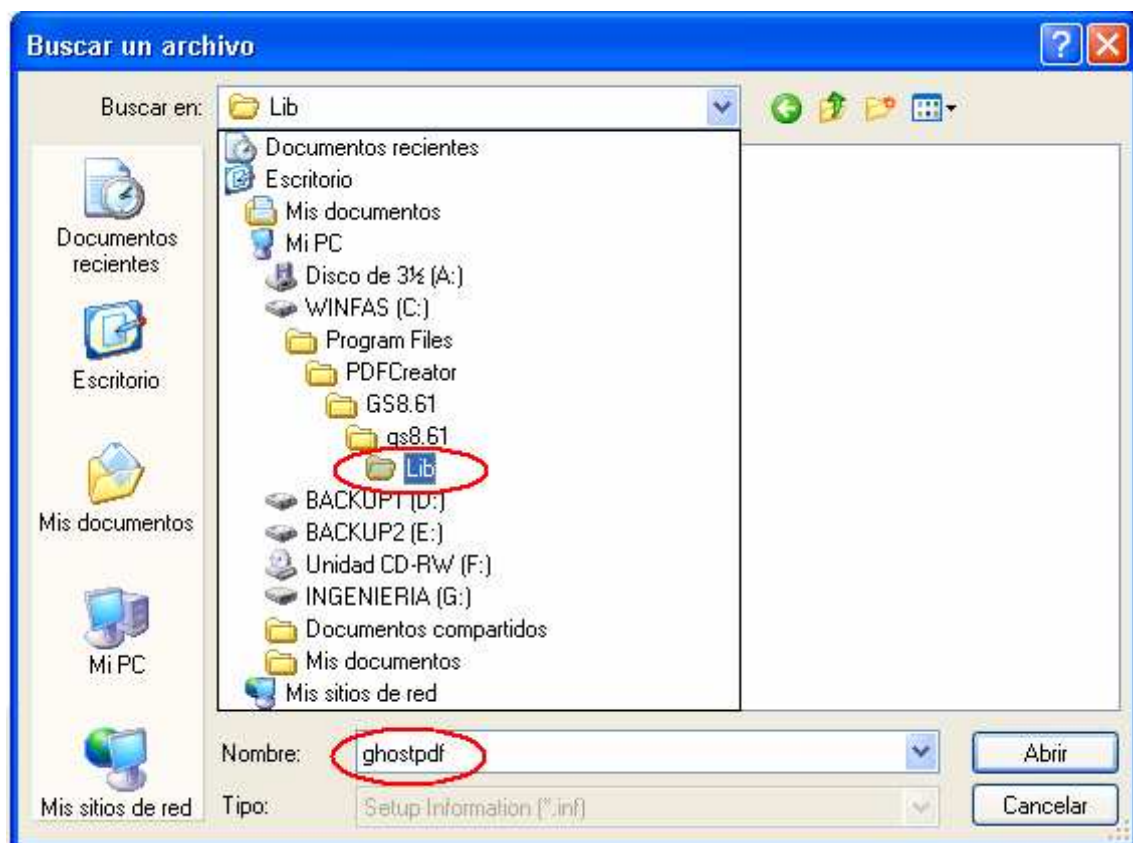 Buscar un archivo
Buscar en:
Lib
Documentos recientes
Escritorio
Mis documentos
Mi PC
Disco de 3½ (A:)
WINFAS (C:)
Program Files
PDFCreator
GS8.61
gs8.61
Lib
BACKUP1 (D:)
BACKUP2 (E:)
Unidad CD-RW (F:)
INGENIERIA (G:)
Documentos compartidos
Mis documentos
Mis sitios de red
Documentos
recientes
Escritorio
Mis documentos
Mi PC
Mis sitios de red
Nombre:
ghostpdf
Abrir
Tipo:
Setup Information (*.inf)
Cancelar